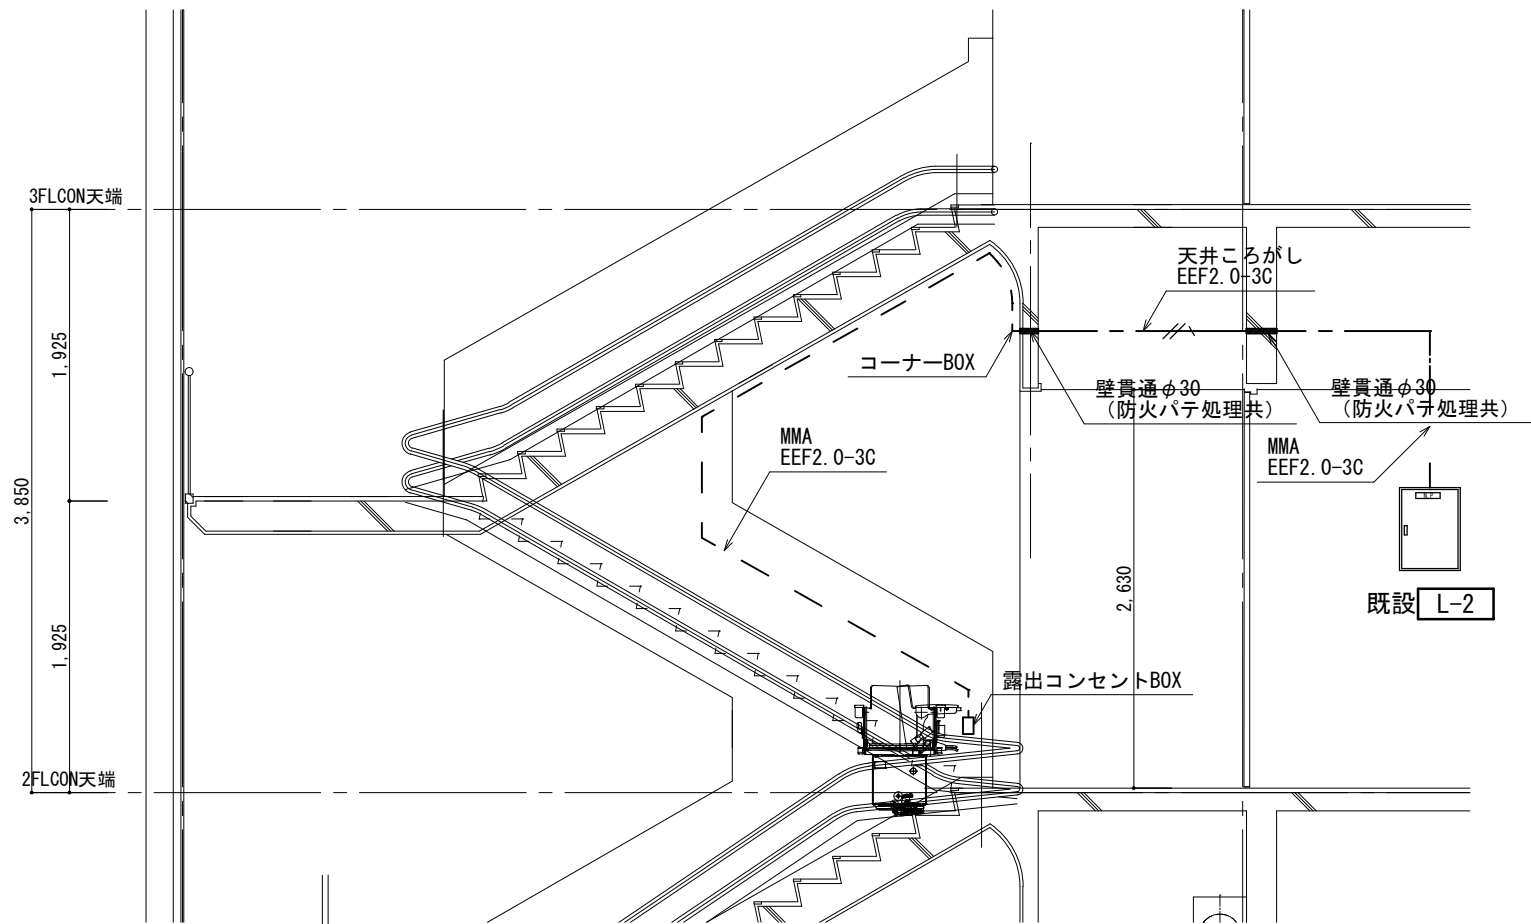 3FLCON天端
天井ころがし
EEF2.0-3C
コーナーBOX
1,925
壁貫通φ30
（防火パテ処理共）
壁貫通φ30
（防火パテ処理共）
MMA
EEF2.0-3C
MMA
EEF2.0-3C
3,850
N.P
2,630
既設 L-2
1,925
露出コンセントBOX
2FLCON天端